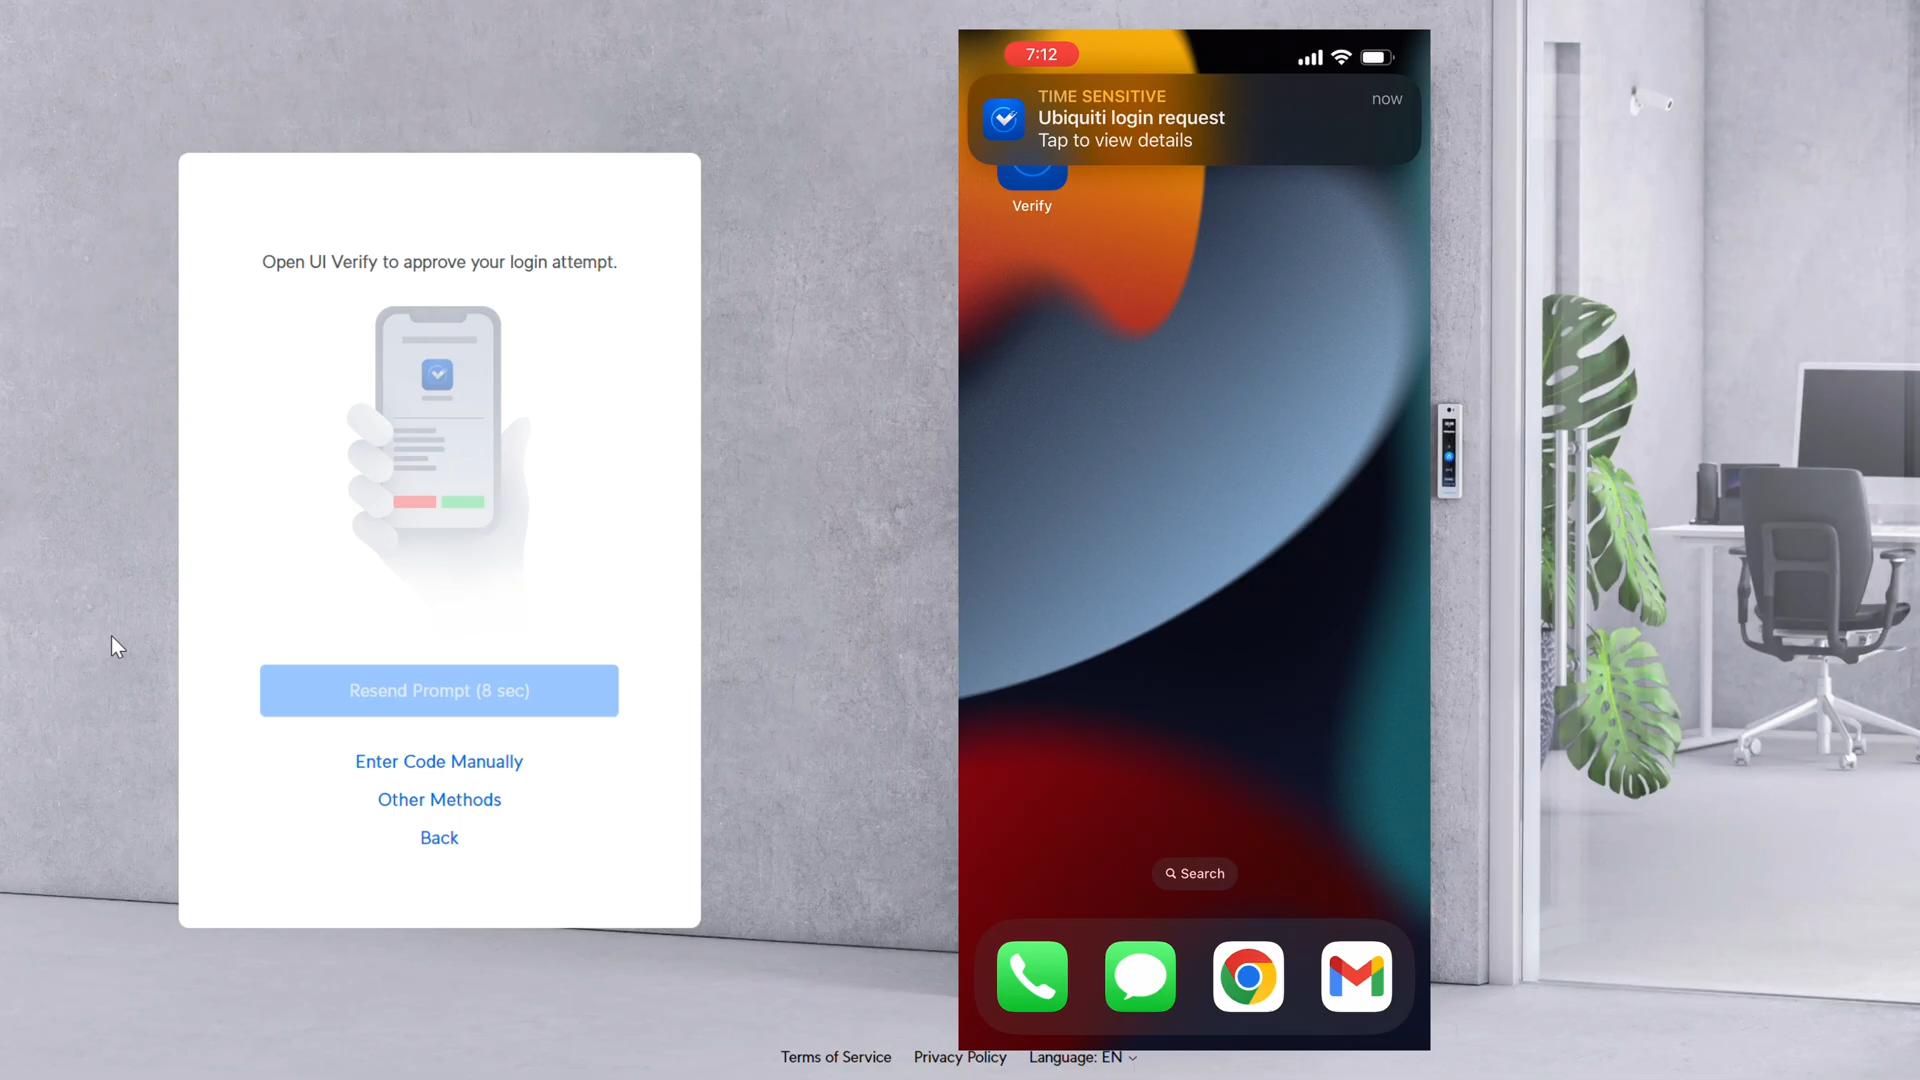 Open UI Verify to approve your login attempt.
Resend Prompt (8 sec)
Enter Code Manually
Other Methods
Back
7:12
TIME SENSITIVE
now
Ubiquiti login request
Tap to view details
Verify
Search
Terms of Service Privacy Policy Language: EN